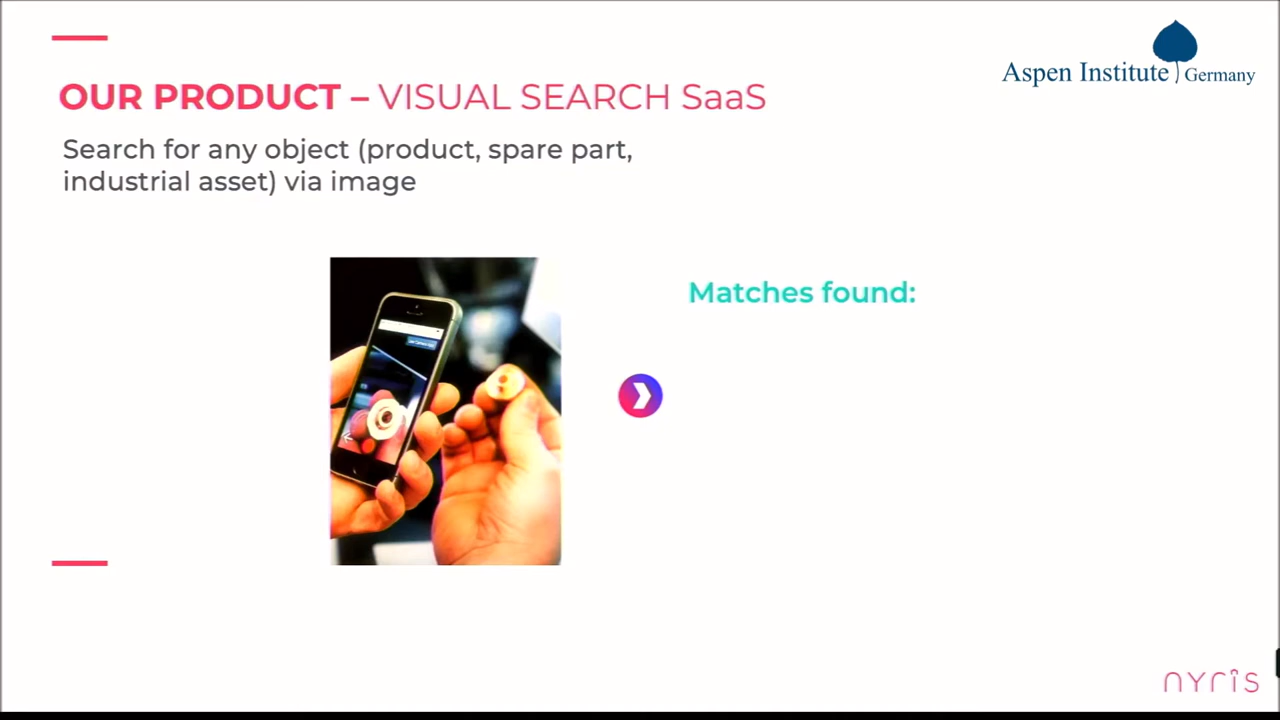 Aspen Institute Germany
OUR PRODUCT – VISUAL SEARCH SaaS
Search for any object (product, spare part,
industrial asset) via image
Matches found:
nyris